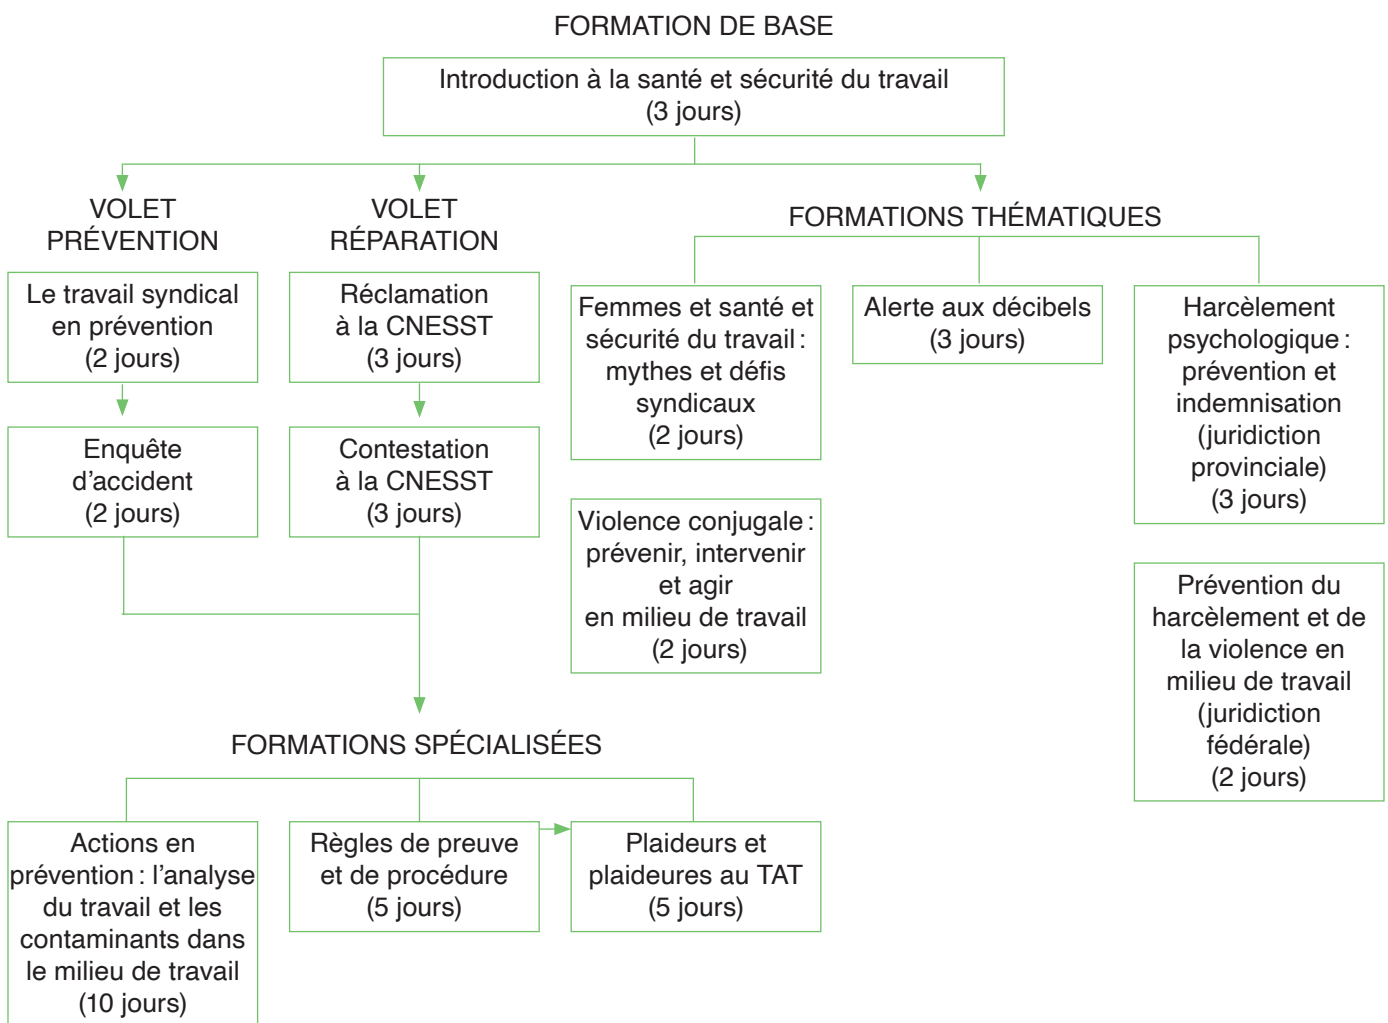 FORMATION DE BASE
Introduction à la santé et sécurité du travail
(3 jours)
VOLET
PRÉVENTION
Le travail syndical
en prévention
(2 jours)
Enquête
d’accident
(2 jours)
VOLET
RÉPARATION
Réclamation
à la CNESST
(3 jours)
Contestation
à la CNESST
(3 jours)
FORMATIONS THÉMATIQUES
Femmes et santé et
sécurité du travail :
mythes et défis
syndicaux
(2 jours)
Violence conjugale :
prévenir, intervenir
et agir
en milieu de travail
(2 jours)
Alerte aux décibels
(3 jours)
Harcèlement
psychologique :
prévention et
indemnisation
(juridiction
provinciale)
(3 jours)
Prévention du
harcèlement et de
la violence en
milieu de travail
(juridiction
fédérale)
(2 jours)
FORMATIONS SPÉCIALISÉES
Actions en
prévention : l’analyse
du travail et les
contaminants dans
le milieu de travail
(10 jours)
Règles de preuve
et de procédure
(5 jours)
Plaideurs et
plaideures au TAT
(5 jours)